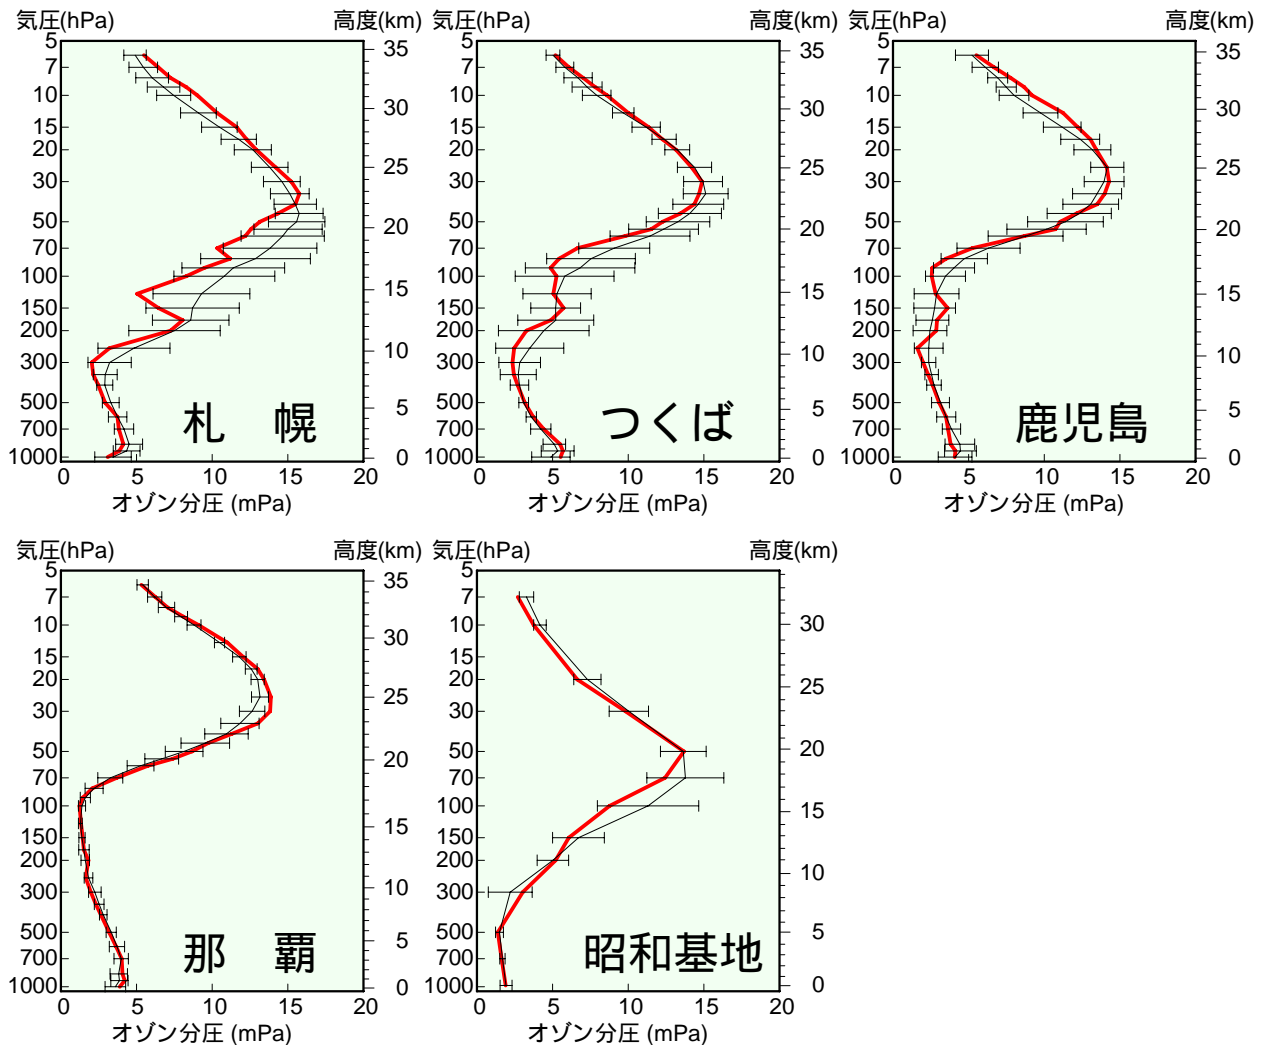 気圧(hPa) 高度(km) 気圧(hPa) 高度(km) 気圧(hPa) 高度(km)
5 5 5
7 35 7 35 7 35
10 30 10 30 10 30
15 15 15
20 25 20 25 20 25
30 30 30
50 20 50 20 50 20
70 70 70
100 15 100 15 100 15
150 150 150
200 10 200 10 200 10
300 300 300
500 5 500 5 500 5
札 幌 つくば 鹿児島
700 700 700
1000 0 1000 0 1000 0
0 5 10 15 20 0 5 10 15 20 0 5 10 15 20
オゾン分圧 (mPa) オゾン分圧 (mPa) オゾン分圧 (mPa)
気圧(hPa) 高度(km) 気圧(hPa) 高度(km)
5 35 5
7 7
10 30 10 30
15 15
20 25 20 25
30 30
50 20 50 20
70 70
100 15 100 15
150 150
200 10 200 10
300 300
500 5 500 5
那 覇 昭和基地
700 700
1000 0 1000 0
0 5 10 15 20 0 5 10 15 20
オゾン分圧 (mPa) オゾン分圧 (mPa)